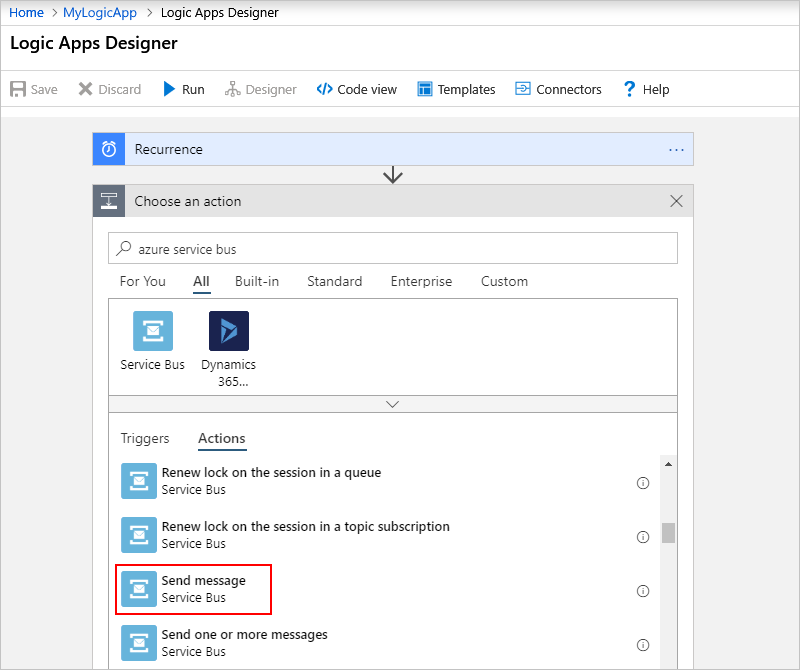 Home > MyLogicApp > Logic Apps Designer
Logic Apps Designer
Save Discard Run Designer Code view Templates Connectors Help
Recurrence
Choose an action
azure service bus
For You All Built-in Standard Enterprise Custom
Service Bus Dynamics
365...
Triggers Actions
Renew lock on the session in a queue
Service Bus
Renew lock on the session in a topic subscription
Service Bus
Send message
Service Bus
Send one or more messages
Service Bus